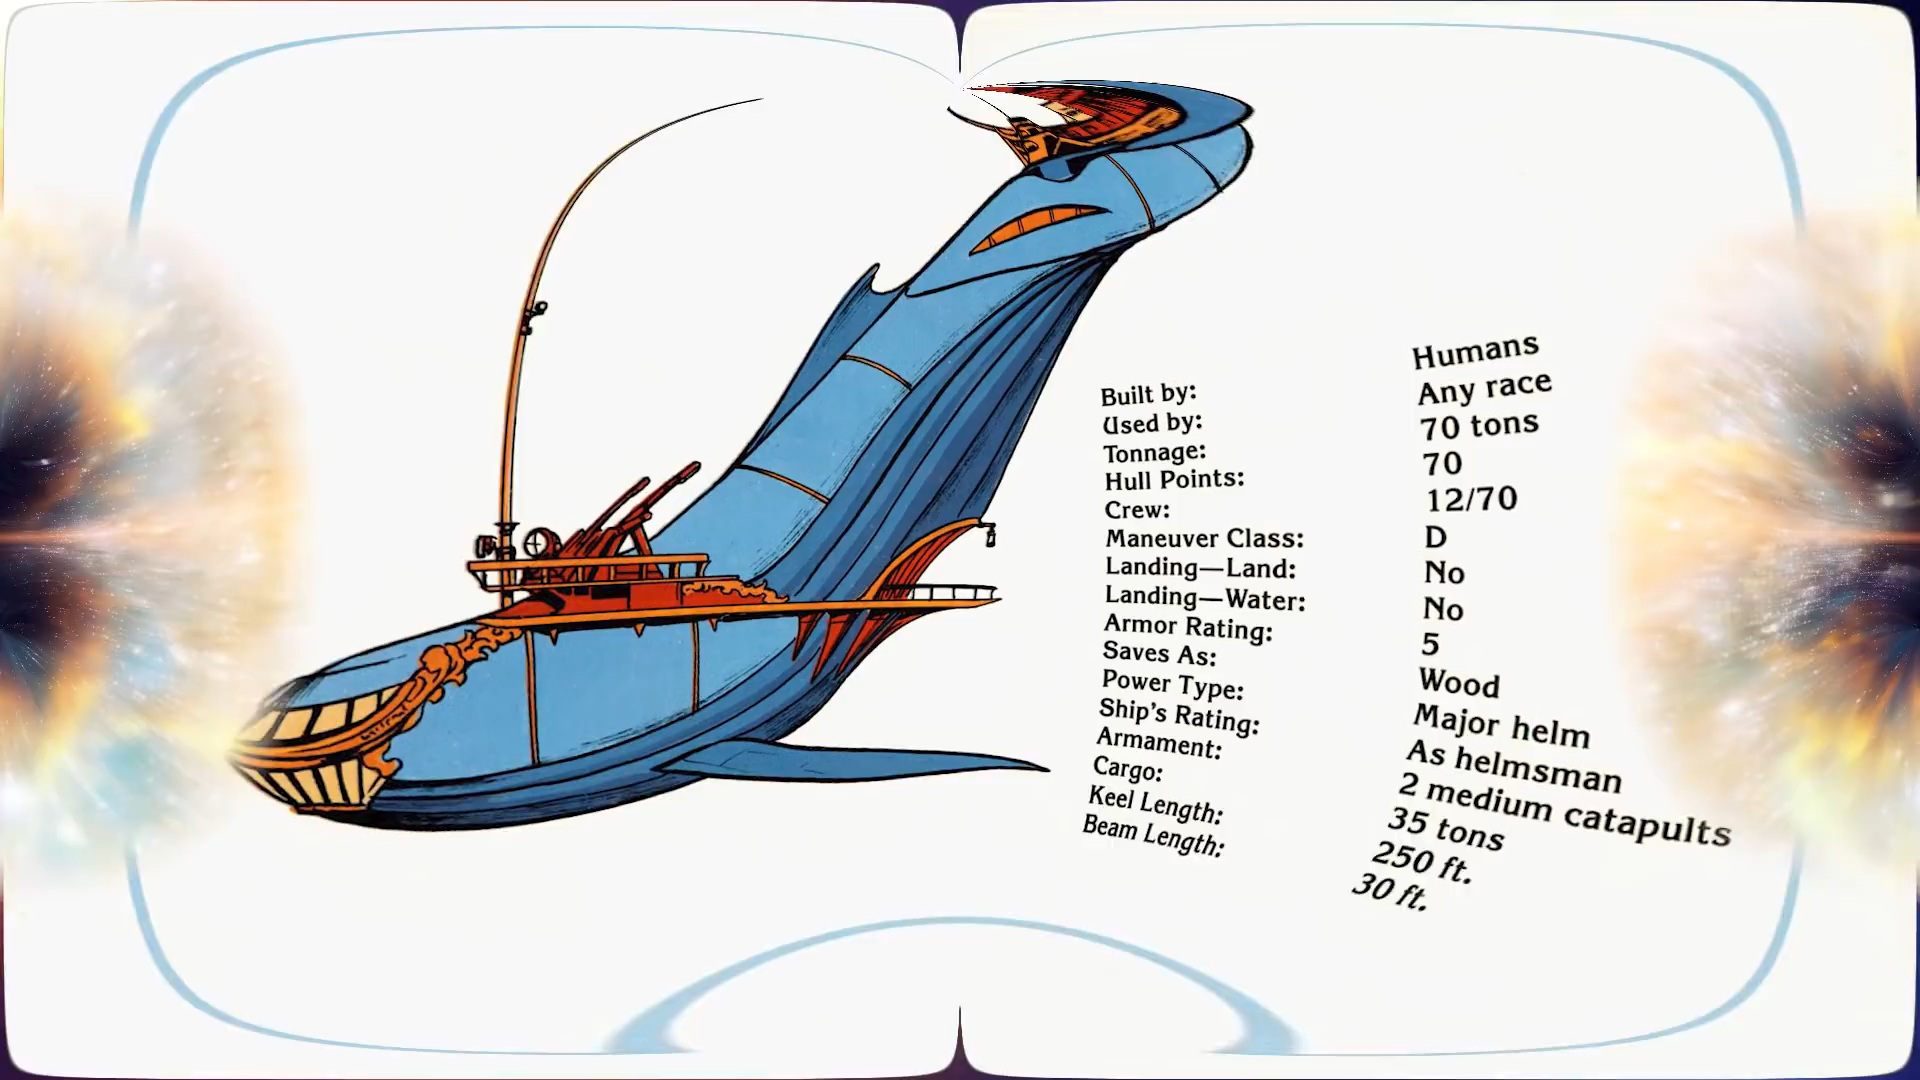 Built by: Humans
Used by: Any race
Tonnage: 70 tons
Hull Points: 70
Crew: 12/70
Maneuver Class: D
Landing—Land: No
Landing—Water: No
Armor Rating: 5
Saves As: Wood
Power Type: Major helm
Ship's Rating: As helmsman
Armament: 2 medium catapults
Cargo: 35 tons
Keel Length: 250 ft.
Beam Length: 30 ft.